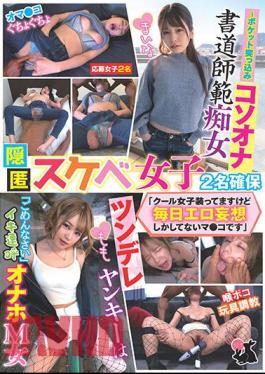 オマ●コ
ぐちょぐちょ
応募女子2名
ポケット突っ込み
コソオナ
書道師範痴女
まいな
隠匿
スケベ女子
2名確保
「クール女子装ってますけど
毎日エロ妄想
しかしてないマ●コです」
ツンデレ
でも
ヤンキーは
「ごめんなさい」
イキ連呼
オナホM女
喉ボコ
玩具調教